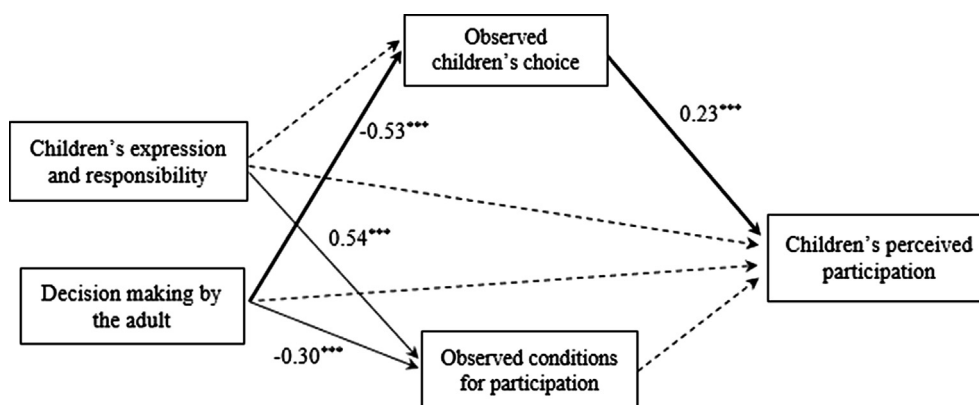 Observed
children's choice
-0.53***
0.23***
Children's expression
and responsibility
0.54***
Children's perceived
participation
Decision making by
the adult
-0.30***
Observed conditions
for participation